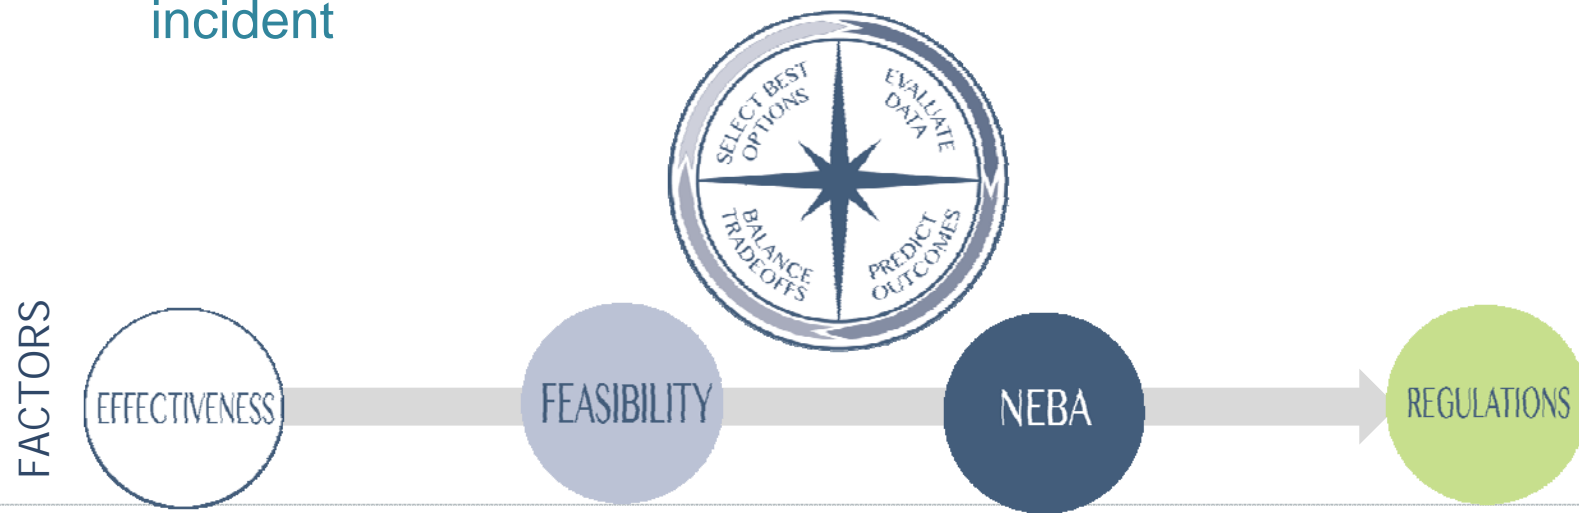 incident
SELECT BEST
OPTIONS
EVALUATE
DATA
BALANCE
TRADEOFFS
PREDICT
OUTCOMES
FACTORS
EFFECTIVENESS
FEASIBILITY
NEBA
REGULATIONS